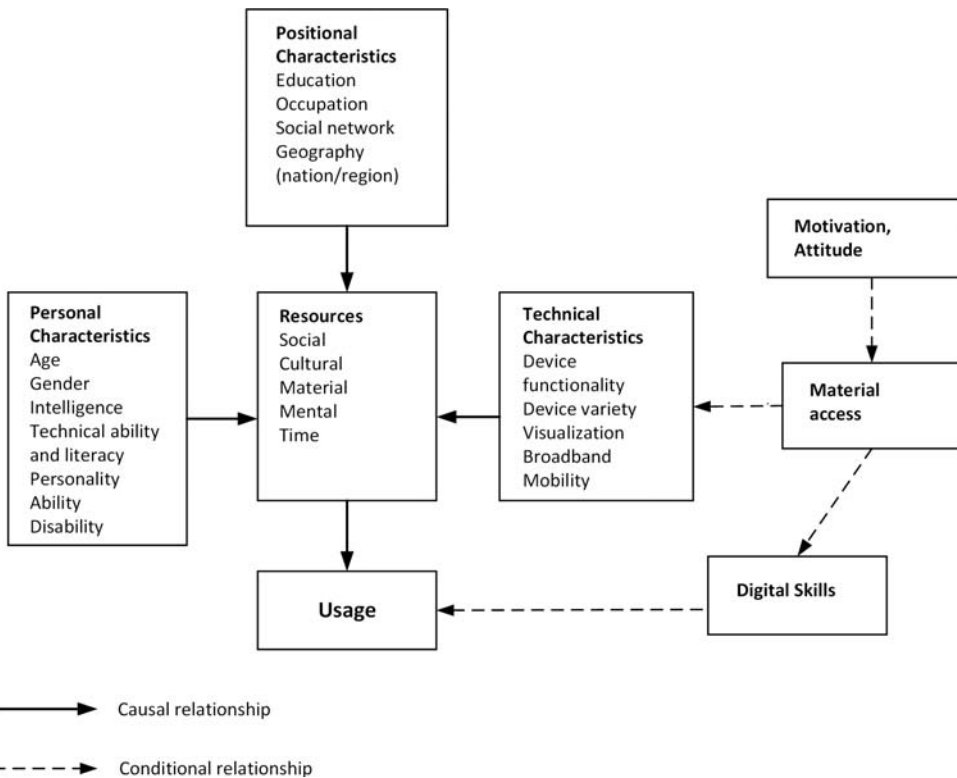 Positional
Characteristics
Education
Occupation
Social network
Geography
(nation/region)
Motivation,
Attitude
Personal
Characteristics
Age
Gender
Intelligence
Technical ability
and literacy
Personality
Ability
Disability
Resources
Social
Cultural
Material
Mental
Time
Technical
Characteristics
Device
functionality
Device variety
Visualization
Broadband
Mobility
Material
access
Usage
Digital Skills
Causal relationship
Conditional relationship